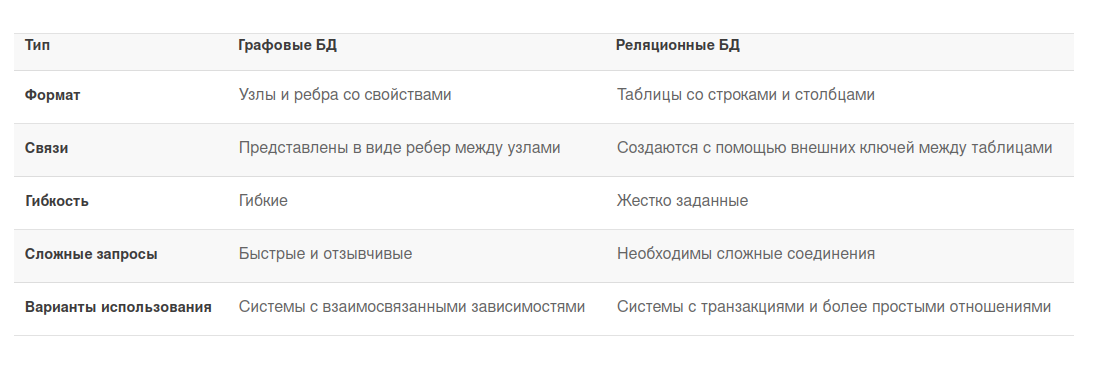 Тип Графовые БД Реляционные БД
Формат Узлы и ребра со свойствами Таблицы со строками и столбцами
Связи Представлены в виде ребер между узлами Создаются с помощью внешних ключей между таблицами
Гибкость Гибкие Жестко заданные
Сложные запросы Быстрые и отзывчивые Необходимы сложные соединения
Варианты использования Системы с взаимосвязанными зависимостями Системы с транзакциями и более простыми отношениями